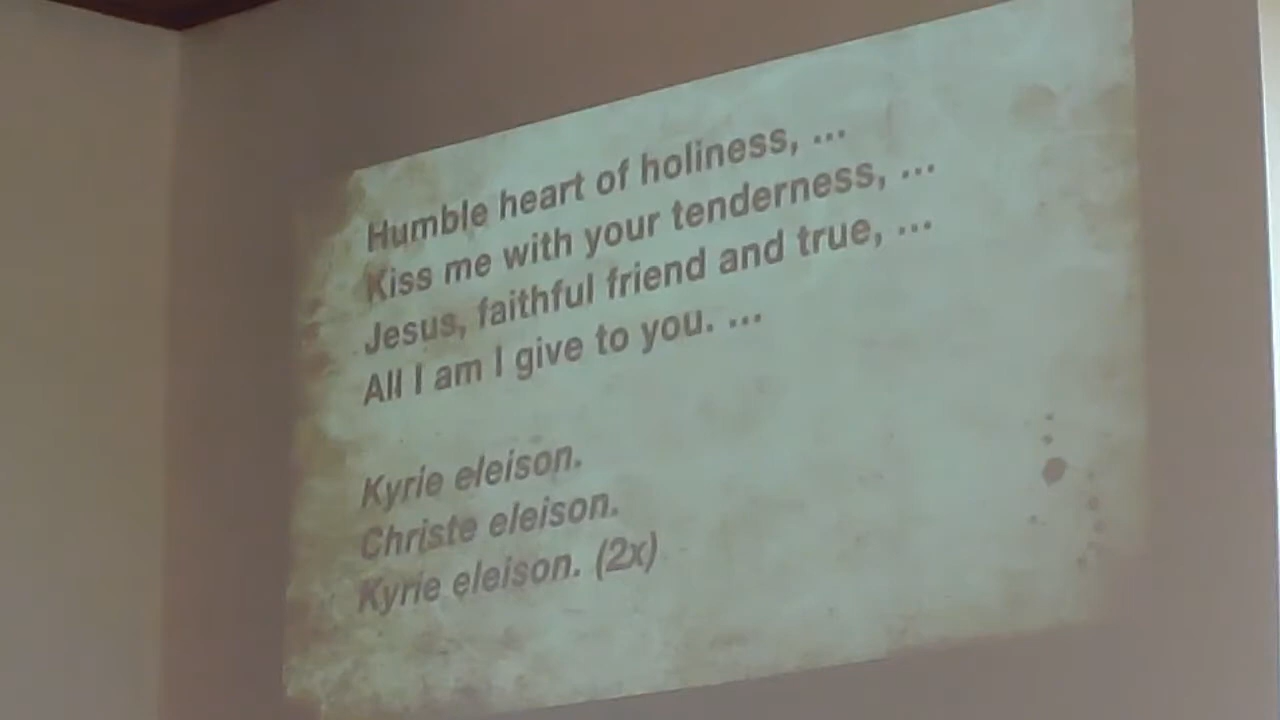 Humble heart of holiness, ...
Kiss me with your tenderness, ...
Jesus, faithful friend and true, ...
All I am I give to you. ...
Kyrie eleison.
Christe eleison.
Kyrie eleison. (2x)